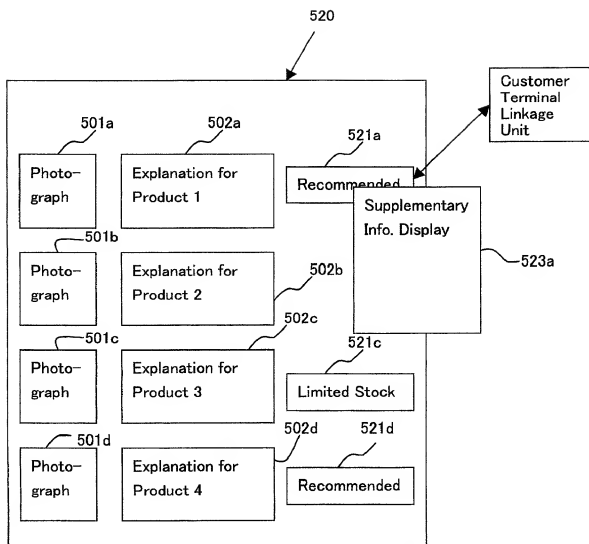 520
Customer
Terminal
Linkage
Unit
501a
502a
521a
Photo-
graph
Explanation for
Product 1
Recommended
Supplementary
Info. Display
523a
501b
Photo-
graph
Explanation for
Product 2
502b
501c
502c
521c
Photo-
graph
Explanation for
Product 3
Limited Stock
501d
502d
521d
Photo-
graph
Explanation for
Product 4
Recommended